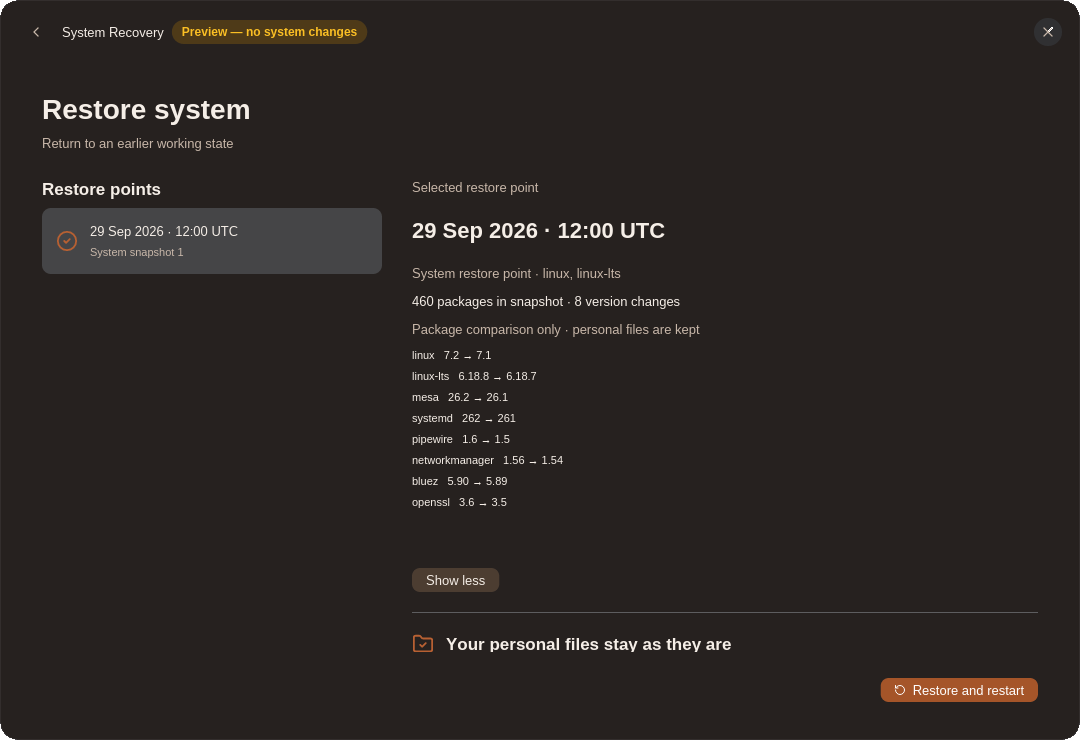 System Recovery Preview — no system changes
Restore system
Return to an earlier working state
Restore points
29 Sep 2026 · 12:00 UTC
System snapshot 1
Selected restore point
29 Sep 2026 · 12:00 UTC
System restore point · linux, linux-lts
460 packages in snapshot · 8 version changes
Package comparison only · personal files are kept
linux 7.2 → 7.1
linux-lts 6.18.8 → 6.18.7
mesa 26.2 → 26.1
systemd 262 → 261
pipewire 1.6 → 1.5
networkmanager 1.56 → 1.54
bluez 5.90 → 5.89
openssl 3.6 → 3.5
Show less
Your personal files stay as they are
Restore and restart